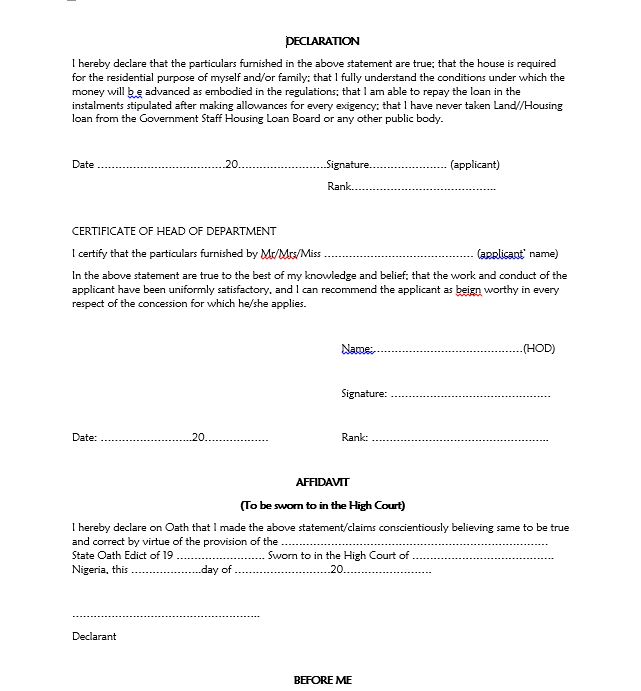 DECLARATION
I hereby declare that the particulars furnished in the above statement are true; that the house is required
for the residential purpose of myself and/or family; that I fully understand the conditions under which the
money will b e advanced as embodied in the regulations; that I am able to repay the loan in the
instalments stipulated after making allowances for every exigency; that I have never taken Land//Housing
loan from the Government Staff Housing Loan Board or any other public body.
Date …………………………………20……………………..Signature………………….. (applicant)
Rank…………………………………….
CERTIFICATE OF HEAD OF DEPARTMENT
I certify that the particulars furnished by Mr/Mrs/Miss ……………………………………… (applicant’ name)
In the above statement are true to the best of my knowledge and belief; that the work and conduct of the
applicant have been uniformly satisfactory, and I can recommend the applicant as beign worthy in every
respect of the concession for which he/she applies.
Name:………………………………………(HOD)
Signature: …………………………………………
Date: ……………………….20……………….
Rank: ……………………………………………..
AFFIDAVIT
(To be sworn to in the High Court)
I hereby declare on Oath that I made the above statement/claims conscientiously believing same to be true
and correct by virtue of the provision of the ………………………………………………………………………
State Oath Edict of 19 …………………….. Sworn to in the High Court of …………………………………….
Nigeria, this …………………day of ………………………..20……………………..
………………………………………………..
Declarant
BEFORE ME